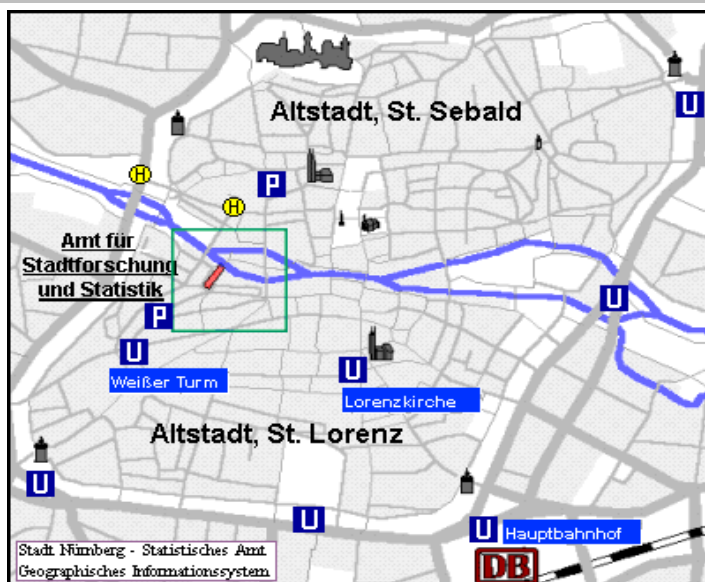 Altstadt, St. Sebald
U
H
P
H
Amt für
Stadtforschung
und Statistik
U
P
U
Weißer Turm
U
Lorenzkirche
Altstadt, St. Lorenz
U
U
U
Hauptbahnhof
Stadt Nürnberg - Statistisches Amt
Geographisches Informationssystem
DB